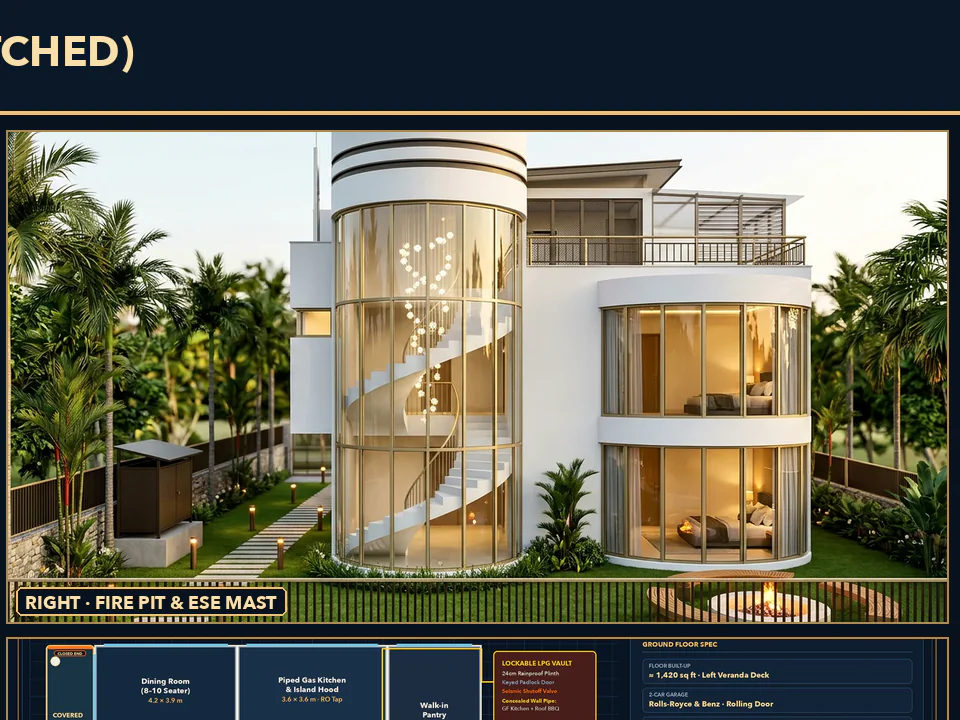 TCHED)
RIGHT · FIRE PIT & ESE MAST
GROUND FLOOR SPEC
CLOSED END
LOCKABLE LPG VAULT
FLOOR BUILT-UP
24cm Rainproof Plinth
≈ 1,420 sq ft · Left Veranda Deck
Dining Room
(8–10 Seater)
4.2 × 3.9 m
Piped Gas Kitchen
& Island Hood
3.6 × 3.6 m · RO Tap
Keyed Padlock Door
Seismic Shutoff Valve
2-CAR GARAGE
Concealed Wall Pipe:
Rolls-Royce & Benz · Rolling Door
GF Kitchen + Roof BBQ
Walk-in
Pantry
COVERED